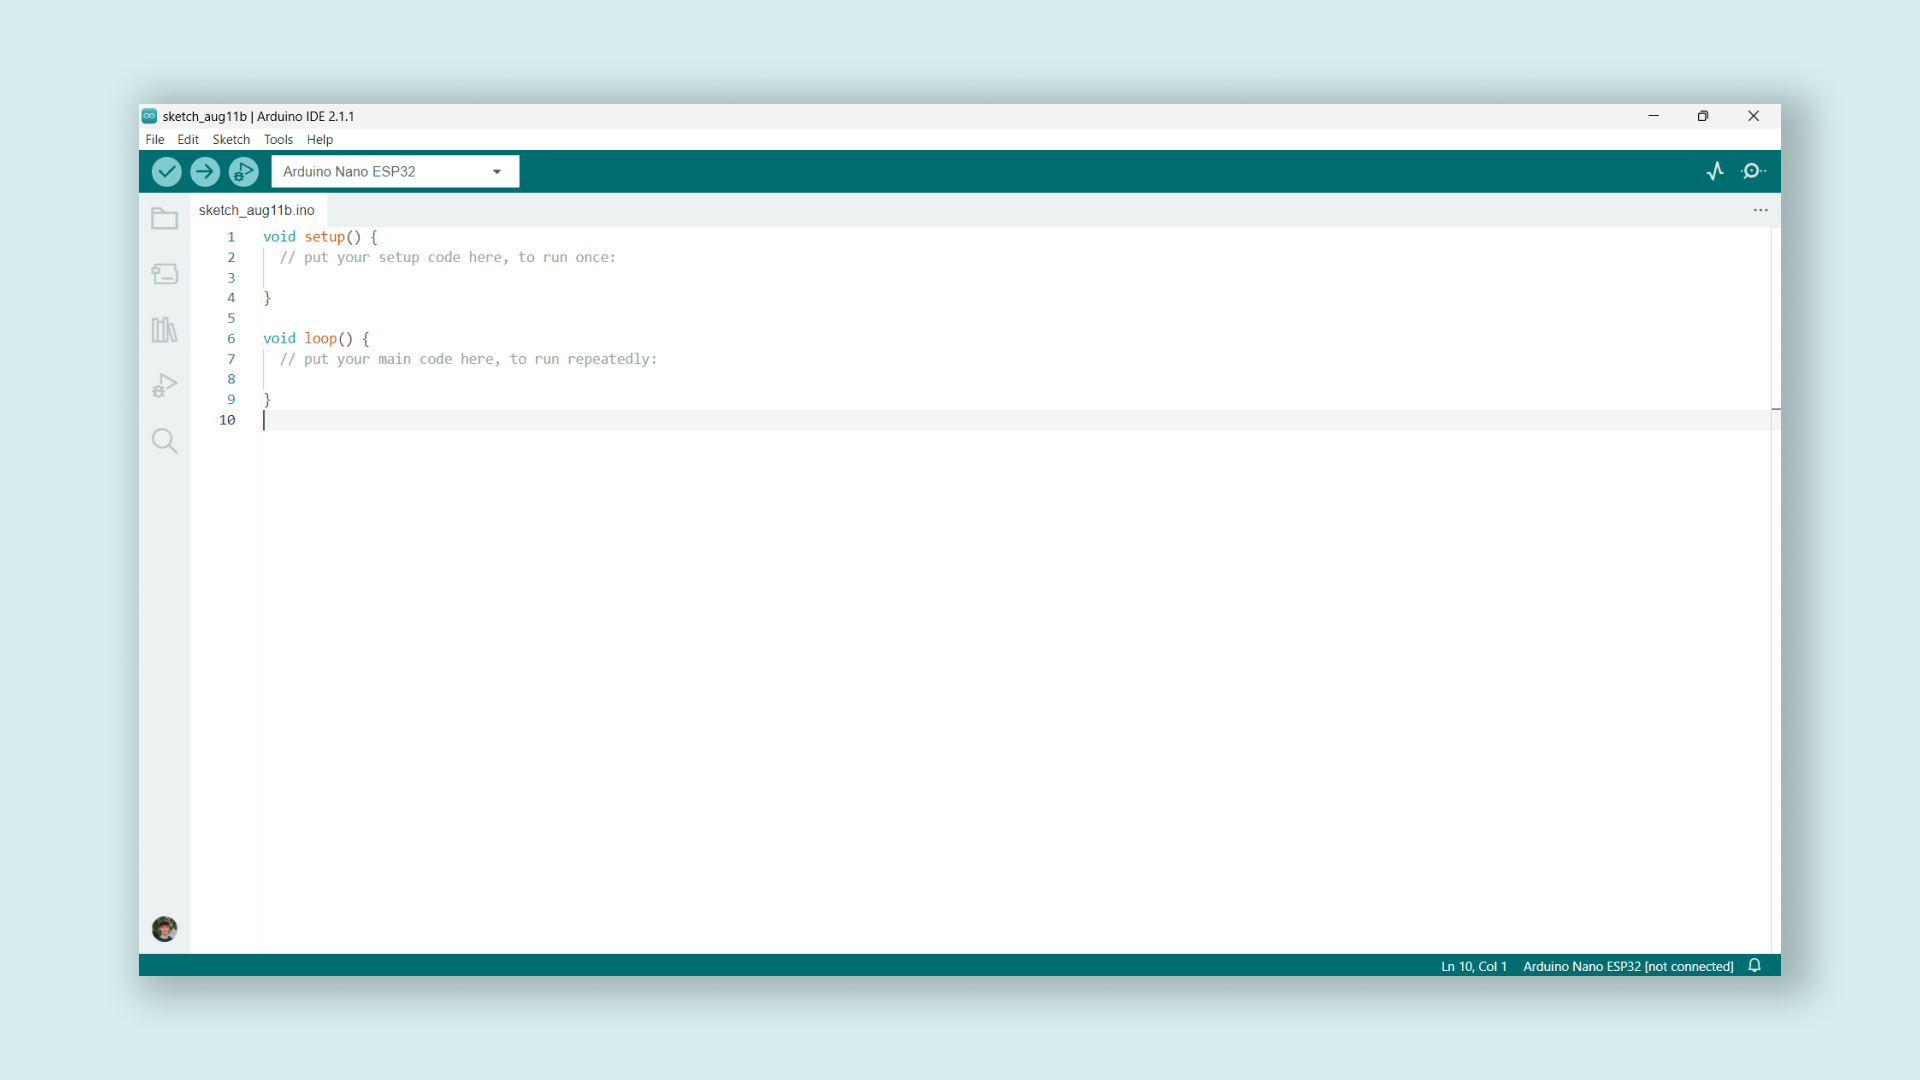 sketch_aug11b | Arduino IDE 2.1.1
File Edit Sketch Tools Help
Arduino Nano ESP32
sketch_aug11b.ino
1 void setup() {
2 // put your setup code here, to run once:
3
4 }
5
6 void loop() {
7 // put your main code here, to run repeatedly:
8
9 }
10
Ln 10, Col 1 Arduino Nano ESP32 [not connected]